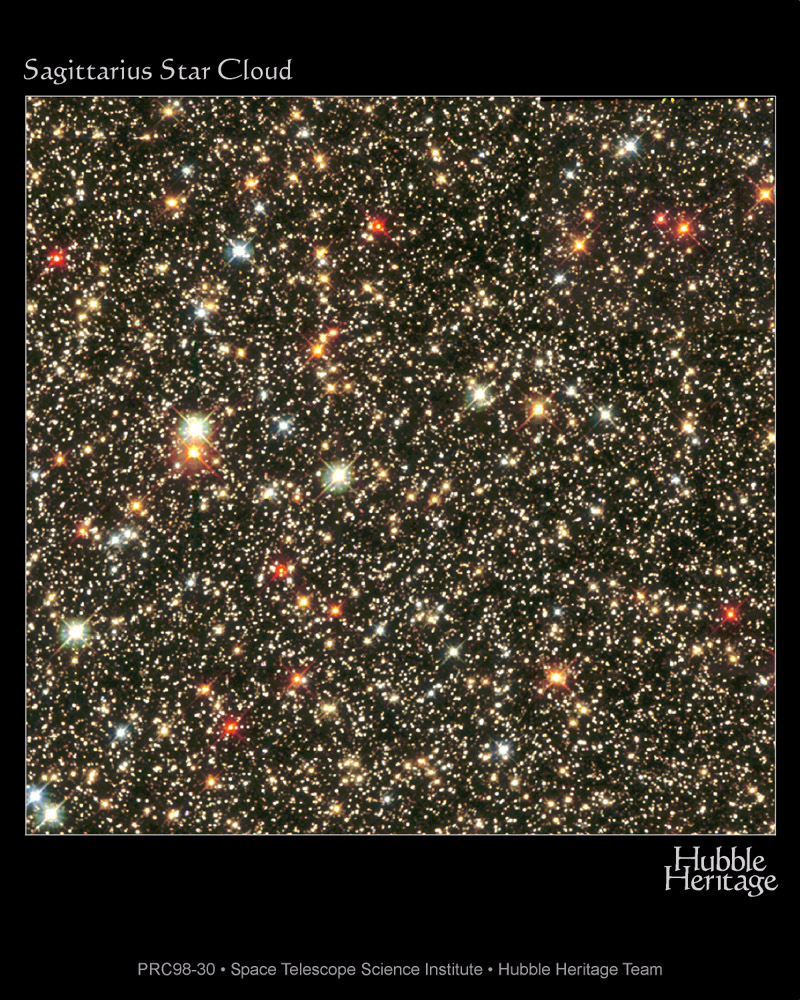 Sagittarius Star Cloud
Hubble
Heritage
PRC98-30 • Space Telescope Science Institute • Hubble Heritage Team